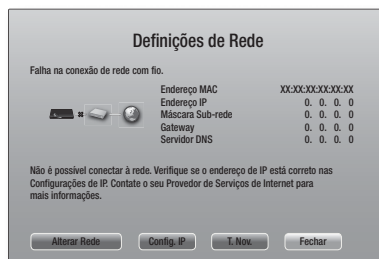 Definições de Rede
Falha na conexão de rede com fio.
Endereço MAC XX:XX:XX:XX:XX:XX
Endereço IP 0. 0. 0. 0
Máscara Sub-rede 0. 0. 0. 0
Gateway 0. 0. 0. 0
Servidor DNS 0. 0. 0. 0
Não é possivel conectar à rede. Verifique se o endereço de IP está correto nas
Configurações de IP. Contate o seu Provedor de Serviços de Internet para
mais informações.
Alterar Rede Config. IP T. Nov. Fechar